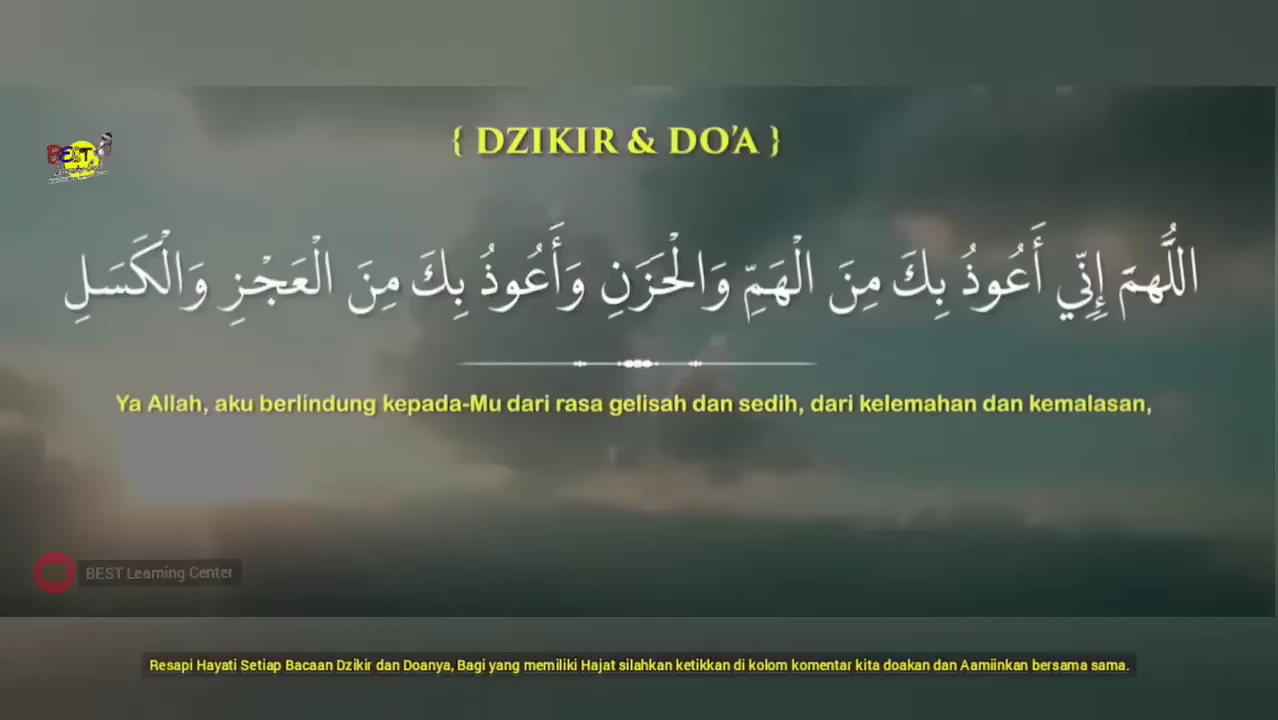 { DZIKIR & DO'A }
BEST
اللَّهُمَّ إِنِّي أَعُوذُ بِكَ مِنَ الْهَمِّ وَالْحَزَنِ وَأَعُوذُ بِكَ مِنَ الْعَجْزِ وَالْكَسَلِ
Ya Allah, aku berlindung kepada-Mu dari rasa gelisah dan sedih, dari kelemahan dan kemalasan,
BEST Learning Center
Resapi Hayati Setiap Bacaan Dzikir dan Doanya, Bagi yang memiliki Hajat silahkan ketikkan di kolom komentar kita doakan dan Aamiinkan bersama sama.